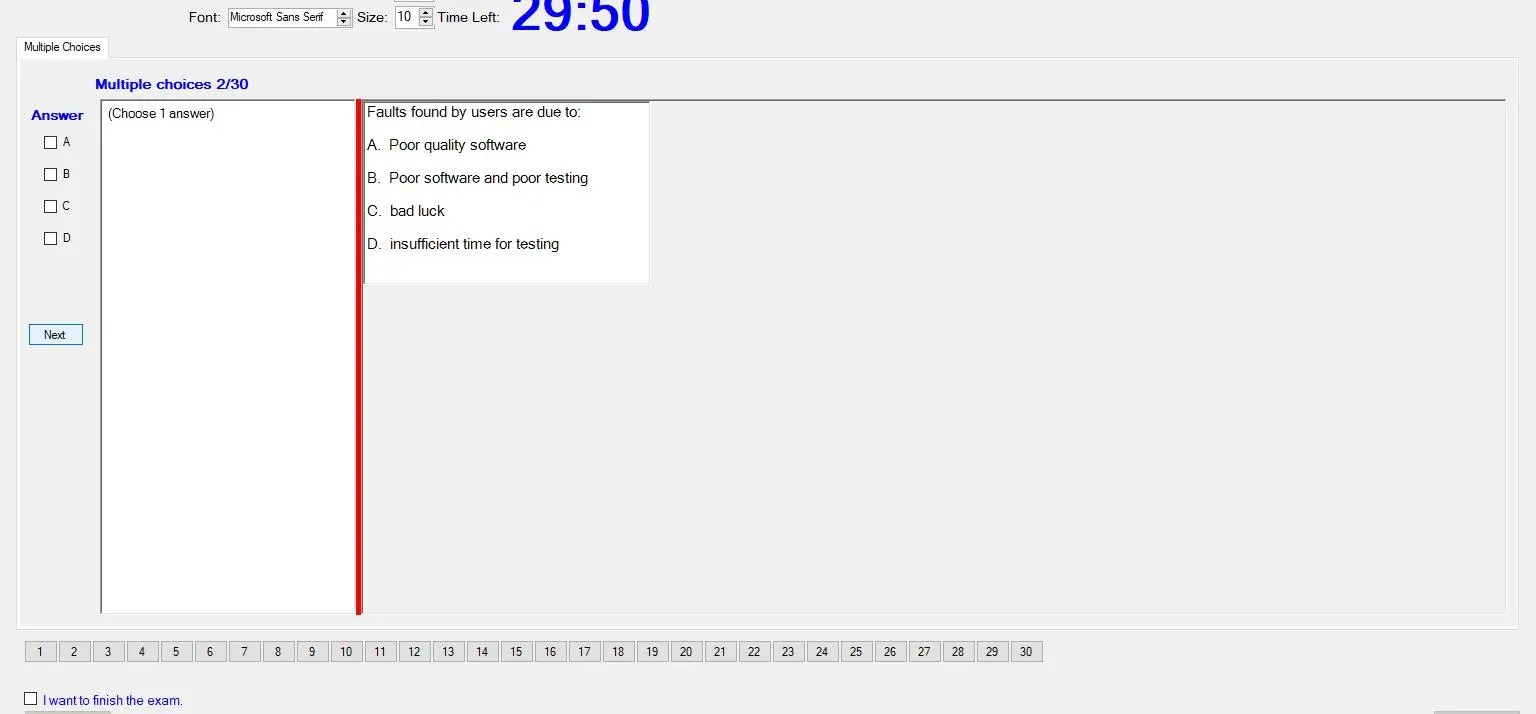 Font: Microsoft Sans Serif Size: 10 Time Left: 29:50
Multiple Choices
Multiple choices 2/30
Answer
(Choose 1 answer)
A
B
C
D
Next
Faults found by users are due to:
A. Poor quality software
B. Poor software and poor testing
C. bad luck
D. insufficient time for testing
1 2 3 4 5 6 7 8 9 10 11 12 13 14 15 16 17 18 19 20 21 22 23 24 25 26 27 28 29 30
I want to finish the exam.